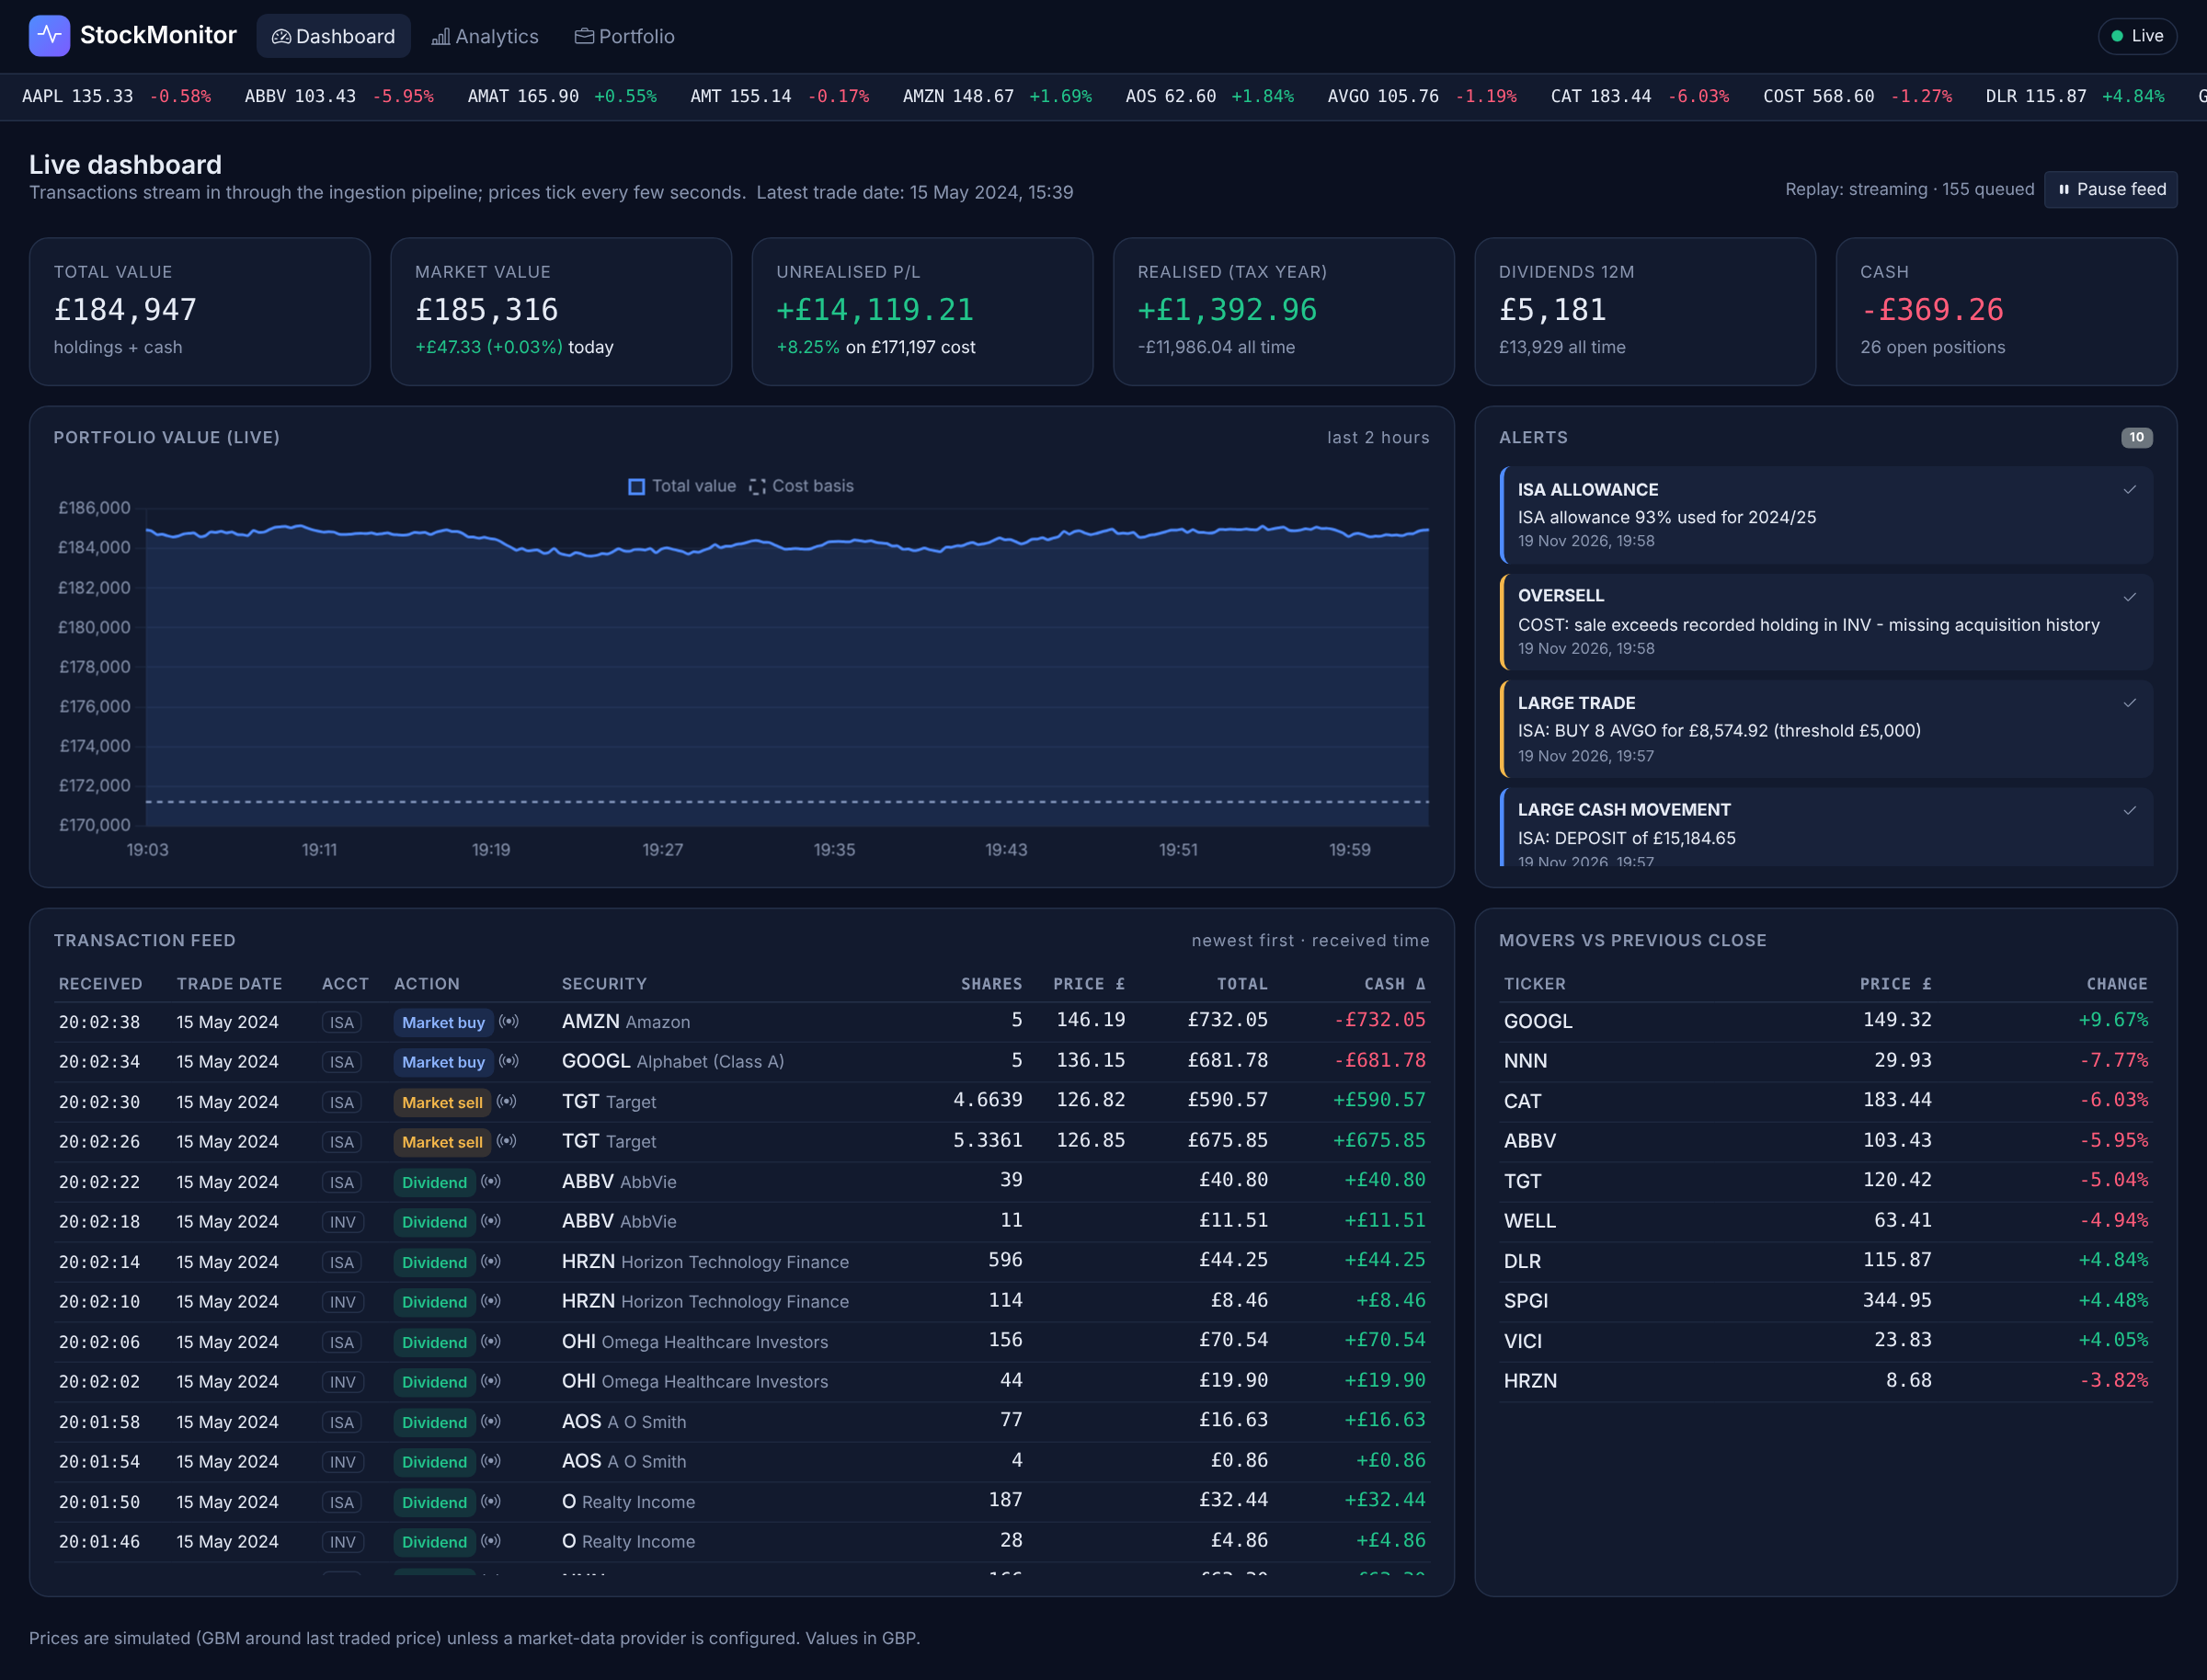 StockMonitor Dashboard Analytics Portfolio Live
AAPL 135.33 -0.58% ABBV 103.43 -5.95% AMAT 165.90 +0.55% AMT 155.14 -0.17% AMZN 148.67 +1.69% AOS 62.60 +1.84% AVGO 105.76 -1.19% CAT 183.44 -6.03% COST 568.60 -1.27% DLR 115.87 +4.84%
Live dashboard
Transactions stream in through the ingestion pipeline; prices tick every few seconds. Latest trade date: 15 May 2024, 15:39
Replay: streaming · 155 queued Pause feed
TOTAL VALUE
£184,947
holdings + cash
MARKET VALUE
£185,316
+£47.33 (+0.03%) today
UNREALISED P/L
+£14,119.21
+8.25% on £171,197 cost
REALISED (TAX YEAR)
+£1,392.96
-£11,986.04 all time
DIVIDENDS 12M
£5,181
£13,929 all time
CASH
-£369.26
26 open positions
PORTFOLIO VALUE (LIVE) last 2 hours
Total value Cost basis
£186,000
£184,000
£182,000
£180,000
£178,000
£176,000
£174,000
£172,000
£170,000
19:03 19:11 19:19 19:27 19:35 19:43 19:51 19:59
ALERTS 10
ISA ALLOWANCE
ISA allowance 93% used for 2024/25
19 Nov 2026, 19:58
OVERSELL
COST: sale exceeds recorded holding in INV - missing acquisition history
19 Nov 2026, 19:58
LARGE TRADE
ISA: BUY 8 AVGO for £8,574.92 (threshold £5,000)
19 Nov 2026, 19:57
LARGE CASH MOVEMENT
ISA: DEPOSIT of £15,184.65
19 Nov 2026, 19:57
TRANSACTION FEED newest first · received time
RECEIVED TRADE DATE ACCT ACTION SECURITY SHARES PRICE £ TOTAL CASH Δ
20:02:38 15 May 2024 ISA Market buy AMZN Amazon 5 146.19 £732.05 -£732.05
20:02:34 15 May 2024 ISA Market buy GOOGL Alphabet (Class A) 5 136.15 £681.78 -£681.78
20:02:30 15 May 2024 ISA Market sell TGT Target 4.6639 126.82 £590.57 +£590.57
20:02:26 15 May 2024 ISA Market sell TGT Target 5.3361 126.85 £675.85 +£675.85
20:02:22 15 May 2024 ISA Dividend ABBV AbbVie 39 £40.80 +£40.80
20:02:18 15 May 2024 INV Dividend ABBV AbbVie 11 £11.51 +£11.51
20:02:14 15 May 2024 ISA Dividend HRZN Horizon Technology Finance 596 £44.25 +£44.25
20:02:10 15 May 2024 INV Dividend HRZN Horizon Technology Finance 114 £8.46 +£8.46
20:02:06 15 May 2024 ISA Dividend OHI Omega Healthcare Investors 156 £70.54 +£70.54
20:02:02 15 May 2024 INV Dividend OHI Omega Healthcare Investors 44 £19.90 +£19.90
20:01:58 15 May 2024 ISA Dividend AOS A O Smith 77 £16.63 +£16.63
20:01:54 15 May 2024 INV Dividend AOS A O Smith 4 £0.86 +£0.86
20:01:50 15 May 2024 ISA Dividend O Realty Income 187 £32.44 +£32.44
20:01:46 15 May 2024 INV Dividend O Realty Income 28 £4.86 +£4.86
MOVERS VS PREVIOUS CLOSE
TICKER PRICE £ CHANGE
GOOGL 149.32 +9.67%
NNN 29.93 -7.77%
CAT 183.44 -6.03%
ABBV 103.43 -5.95%
TGT 120.42 -5.04%
WELL 63.41 -4.94%
DLR 115.87 +4.84%
SPGI 344.95 +4.48%
VICI 23.83 +4.05%
HRZN 8.68 -3.82%
Prices are simulated (GBM around last traded price) unless a market-data provider is configured. Values in GBP.